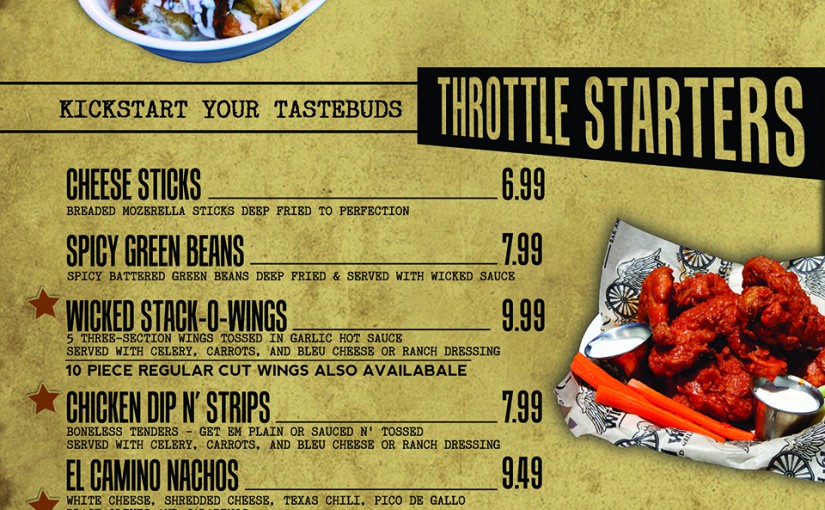 KICKSTART YOUR TASTEBUDS
THROTTLE STARTERS
CHEESE STICKS 6.99
BREADED MOZERELLA STICKS DEEP FRIED TO PERFECTION
SPICY GREEN BEANS 7.99
SPICY BATTERED GREEN BEANS DEEP FRIED & SERVED WITH WICKED SAUCE
WICKED STACK-O-WINGS 9.99
5 THREE-SECTION WINGS TOSSED IN GARLIC HOT SAUCE
SERVED WITH CELERY, CARROTS, AND BLEU CHEESE OR RANCH DRESSING
10 PIECE REGULAR CUT WINGS ALSO AVAILABALE
CHICKEN DIP N' STRIPS 7.99
BONELESS TENDERS - GET EM PLAIN OR SAUCED N' TOSSED
SERVED WITH CELERY, CARROTS, AND BLEU CHEESE OR RANCH DRESSING
EL CAMINO NACHOS 9.49
WHITE CHEESE, SHREDDED CHEESE, TEXAS CHILI, PICO DE GALLO